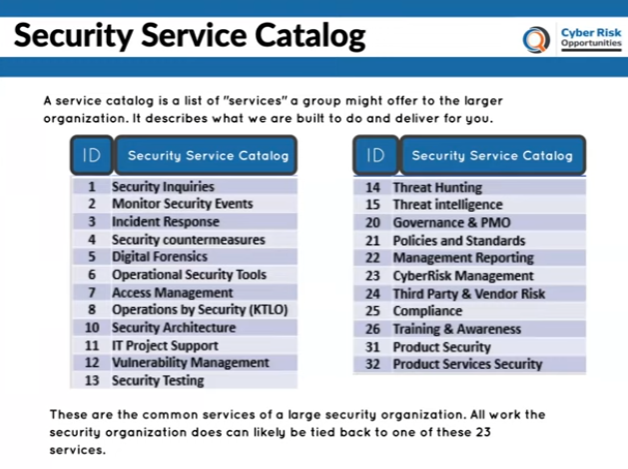 Security Service Catalog
Cyber Risk
Opportunities
A service catalog is a list of "services" a group might offer to the larger
organization. It describes what we are built to do and deliver for you.
ID Security Service Catalog
1 Security Inquiries
2 Monitor Security Events
3 Incident Response
4 Security countermeasures
5 Digital Forensics
6 Operational Security Tools
7 Access Management
8 Operations by Security (KTLO)
10 Security Architecture
11 IT Project Support
12 Vulnerability Management
13 Security Testing
ID Security Service Catalog
14 Threat Hunting
15 Threat intelligence
20 Governance & PMO
21 Policies and Standards
22 Management Reporting
23 CyberRisk Management
24 Third Party & Vendor Risk
25 Compliance
26 Training & Awareness
31 Product Security
32 Product Services Security
These are the common services of a large security organization. All work the
security organization does can likely be tied back to one of these 23
services.